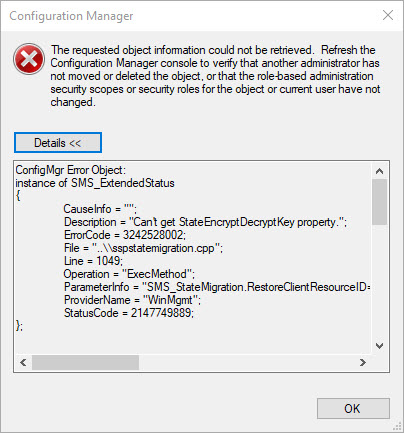 Configuration Manager
The requested object information could not be retrieved.  Refresh the
Configuration Manager console to verify that another administrator has
not moved or deleted the object, or that the role-based administration
security scopes or security roles for the object or current user have not
changed.
Details <<
ConfigMgr Error Object:
instance of SMS_ExtendedStatus
{
CauseInfo = "";
Description = "Can't get StateEncryptDecryptKey property.";
ErrorCode = 3242528002;
File = "..\\sspstatemigration.cpp";
Line = 1049;
Operation = "ExecMethod";
ParameterInfo = "SMS_StateMigration.RestoreClientResourceID=
ProviderName = "WinMgmt";
StatusCode = 2147749889;
};
OK